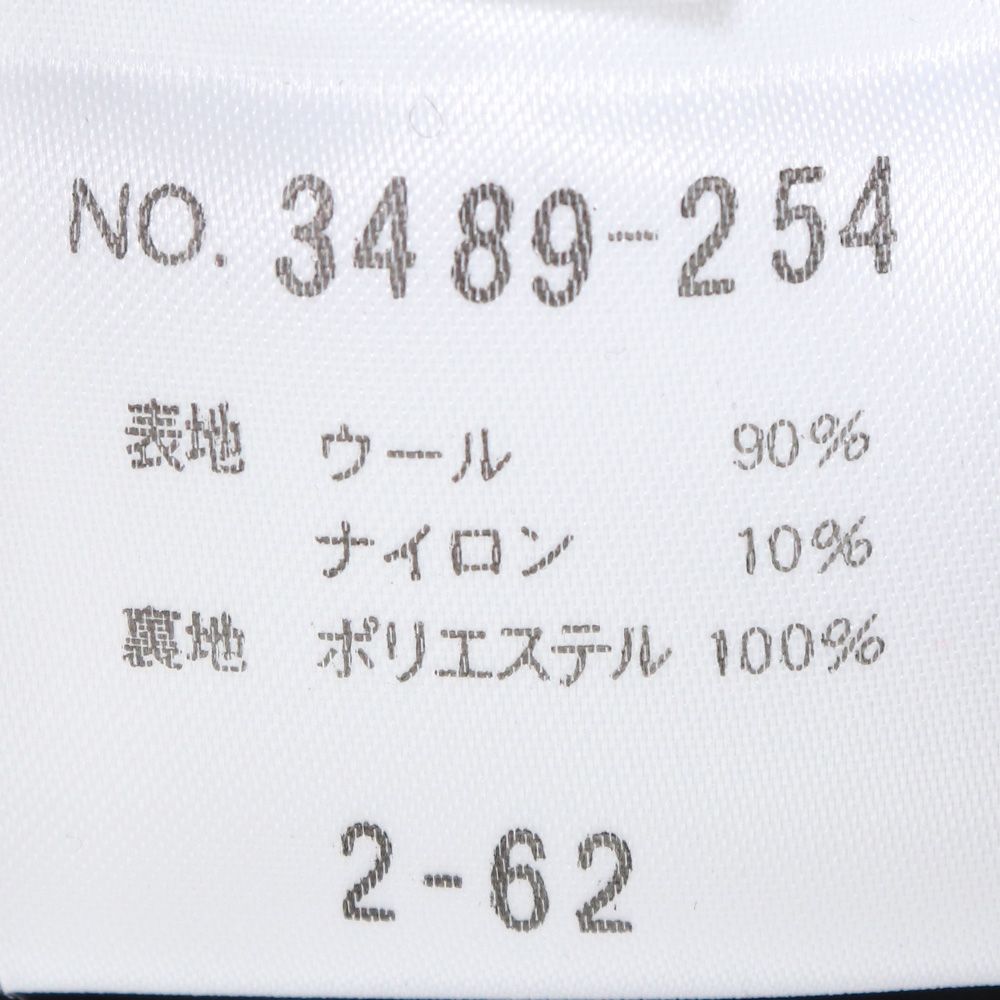 NO. 3489-254
表地 ウール 90%
ナイロン 10%
裏地 ポリエステル 100%
2-62